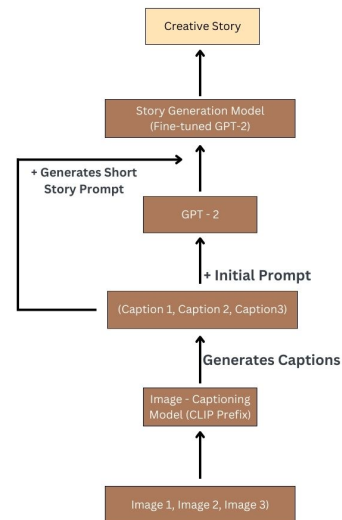 Creative Story
Story Generation Model
(Fine-tuned GPT-2)
+ Generates Short
Story Prompt
GPT - 2
+ Initial Prompt
(Caption 1, Caption 2, Caption3)
Generates Captions
Image - Captioning
Model (CLIP Prefix)
Image 1, Image 2, Image 3)